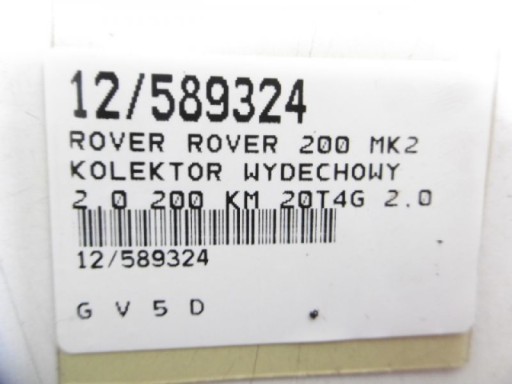 12/589324
ROVER ROVER 200 MK2
KOLEKTOR WYDECHOWY
2.0 200 KM 20T4G 2.0
12/589324
G V 5 D